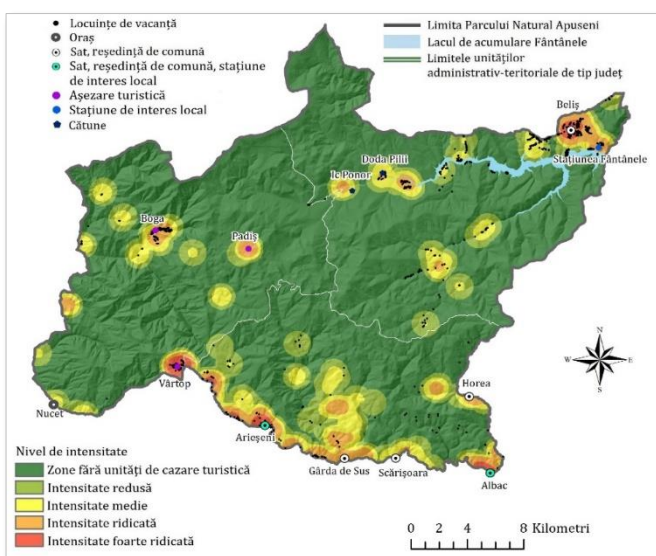 Locuințe de vacanță
Oraș
Sat, reședință de comună
Sat, reședință de comună, stațiune
de interes local
Așezare turistică
Stațiune de interes local
Cătune
Limita Parcului Natural Apuseni
Lacul de acumulare Fântânele
Limitele unităților
administrativ-teritoriale de tip județ
Beliș
Stațiunea Fântânele
Doda Pilii
Ic Ponor
Boga
Padiș
Vârtop
Nucet
Arieșeni
Gârda de Sus
Scărișoara
Horea
Albac
N
W
E
S
Nivel de intensitate
Zone fără unități de cazare turistică
Intensitate redusă
Intensitate medie
Intensitate ridicată
Intensitate foarte ridicată
0 2 4 8 Kilometri